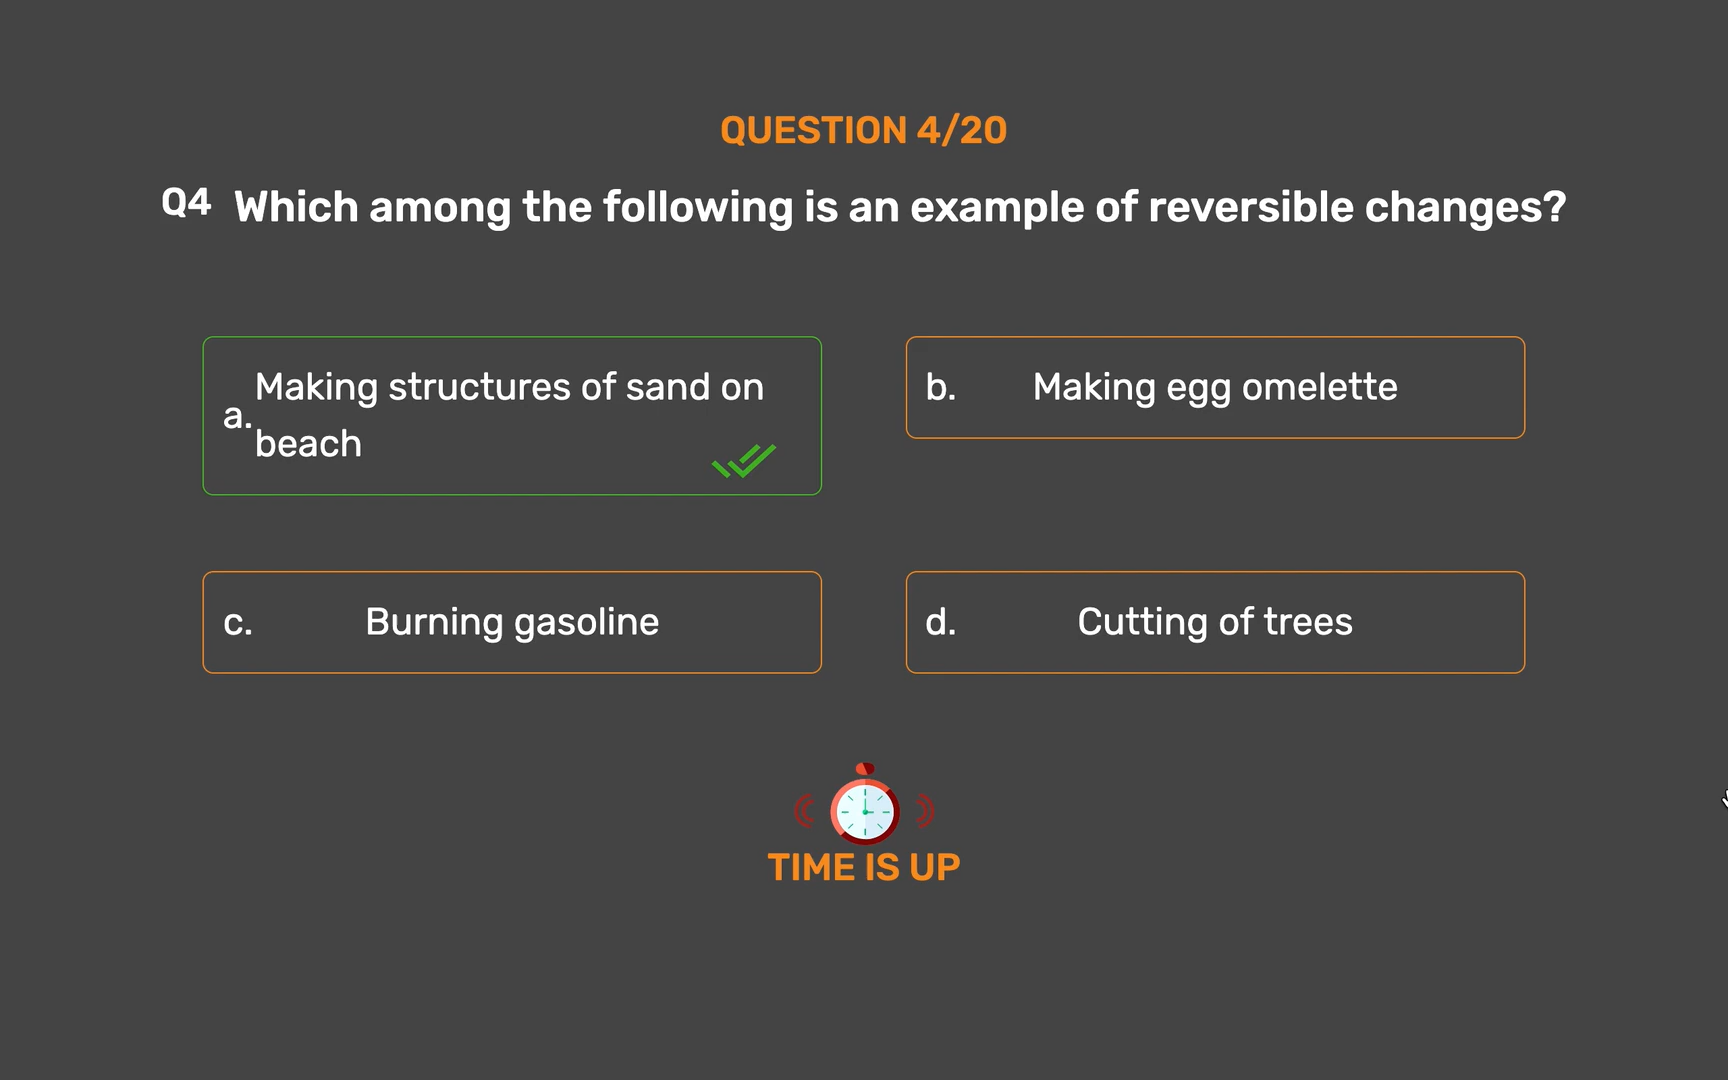 QUESTION 4/20
Q4 Which among the following is an example of reversible changes?
a. Making structures of sand on
beach
b. Making egg omelette
c. Burning gasoline
d. Cutting of trees
TIME IS UP